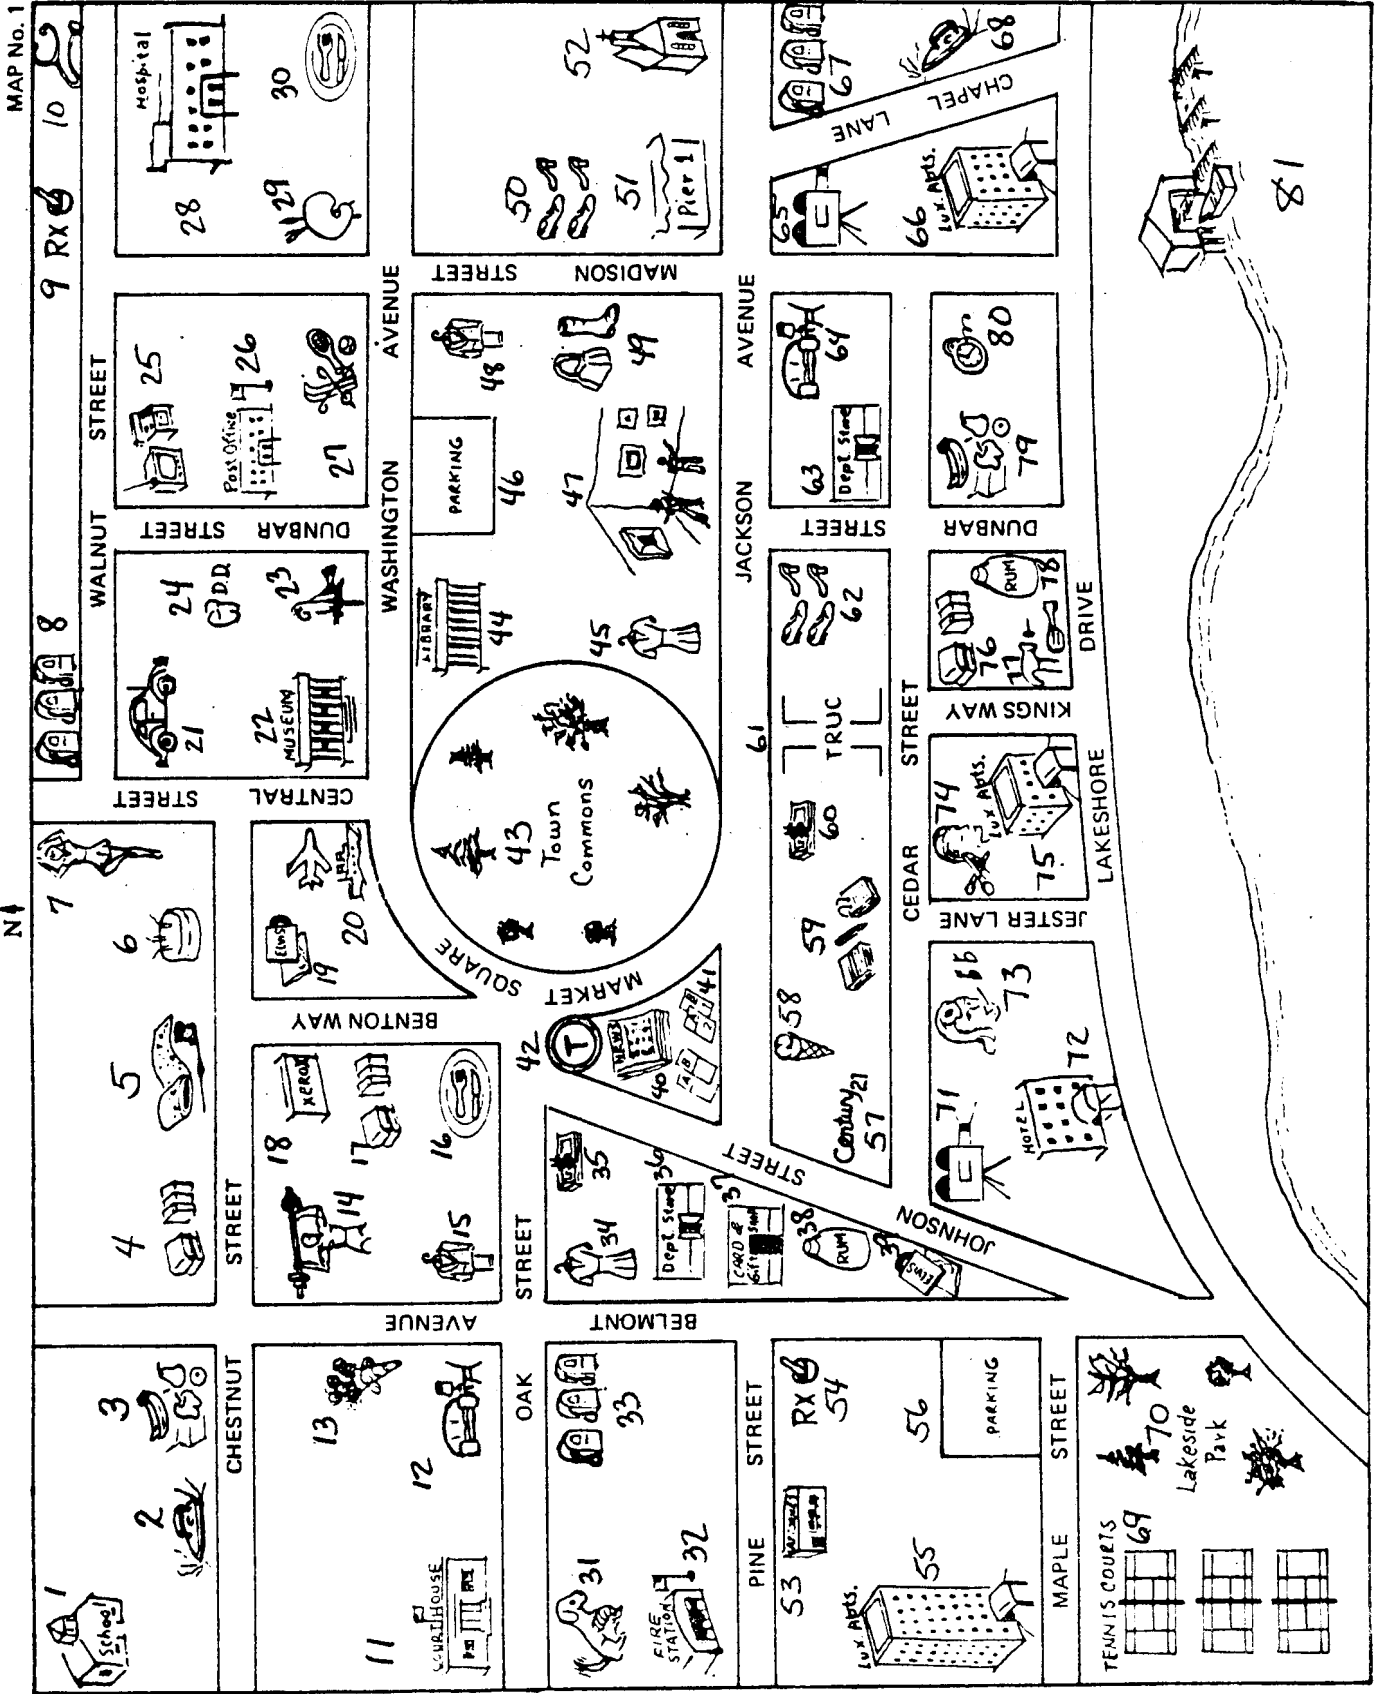 MAP No. 1
N
1
School
2
3
4
5
6
7
8
9
RX
10
CHESTNUT
STREET
CENTRAL
STREET
WALNUT
STREET
11
COURTHOUSE
12
13
14
15
16
17
18
XEROX
BENTON WAY
19
20
21
22
MUSEUM
23
24
D.D.
DUNBAR
STREET
25
26
Post Office
27
28
Hospital
29
30
BELMONT
AVENUE
OAK
STREET
MARKET
SQUARE
WASHINGTON
AVENUE
31
FIRE
STATION
32
33
34
35
36
Dept. Store
37
CARD &
Gift Shop
38
RUM
39
JOHNSON
STREET
40
NEWS
41
42
T
43
Town
Commons
44
LIBRARY
45
46
PARKING
47
48
49
MADISON
STREET
50
51
Pier 1
52
PINE
STREET
JACKSON
AVENUE
53
RX
54
Lux. Apts.
55
56
PARKING
Century 21
57
58
59
60
61
TRUC
62
DUNBAR
STREET
63
Dept. Store
64
65
66
Lux. Apts.
CHAPEL
LANE
67
68
MAPLE
STREET
CEDAR
STREET
TENNIS COURTS
69
70
Lakeside
Park
71
HOTEL
72
73
JESTER LANE
74
75
Lux Apts.
KINGS WAY
76
77
78
RUM
79
80
LAKESHORE
DRIVE
81